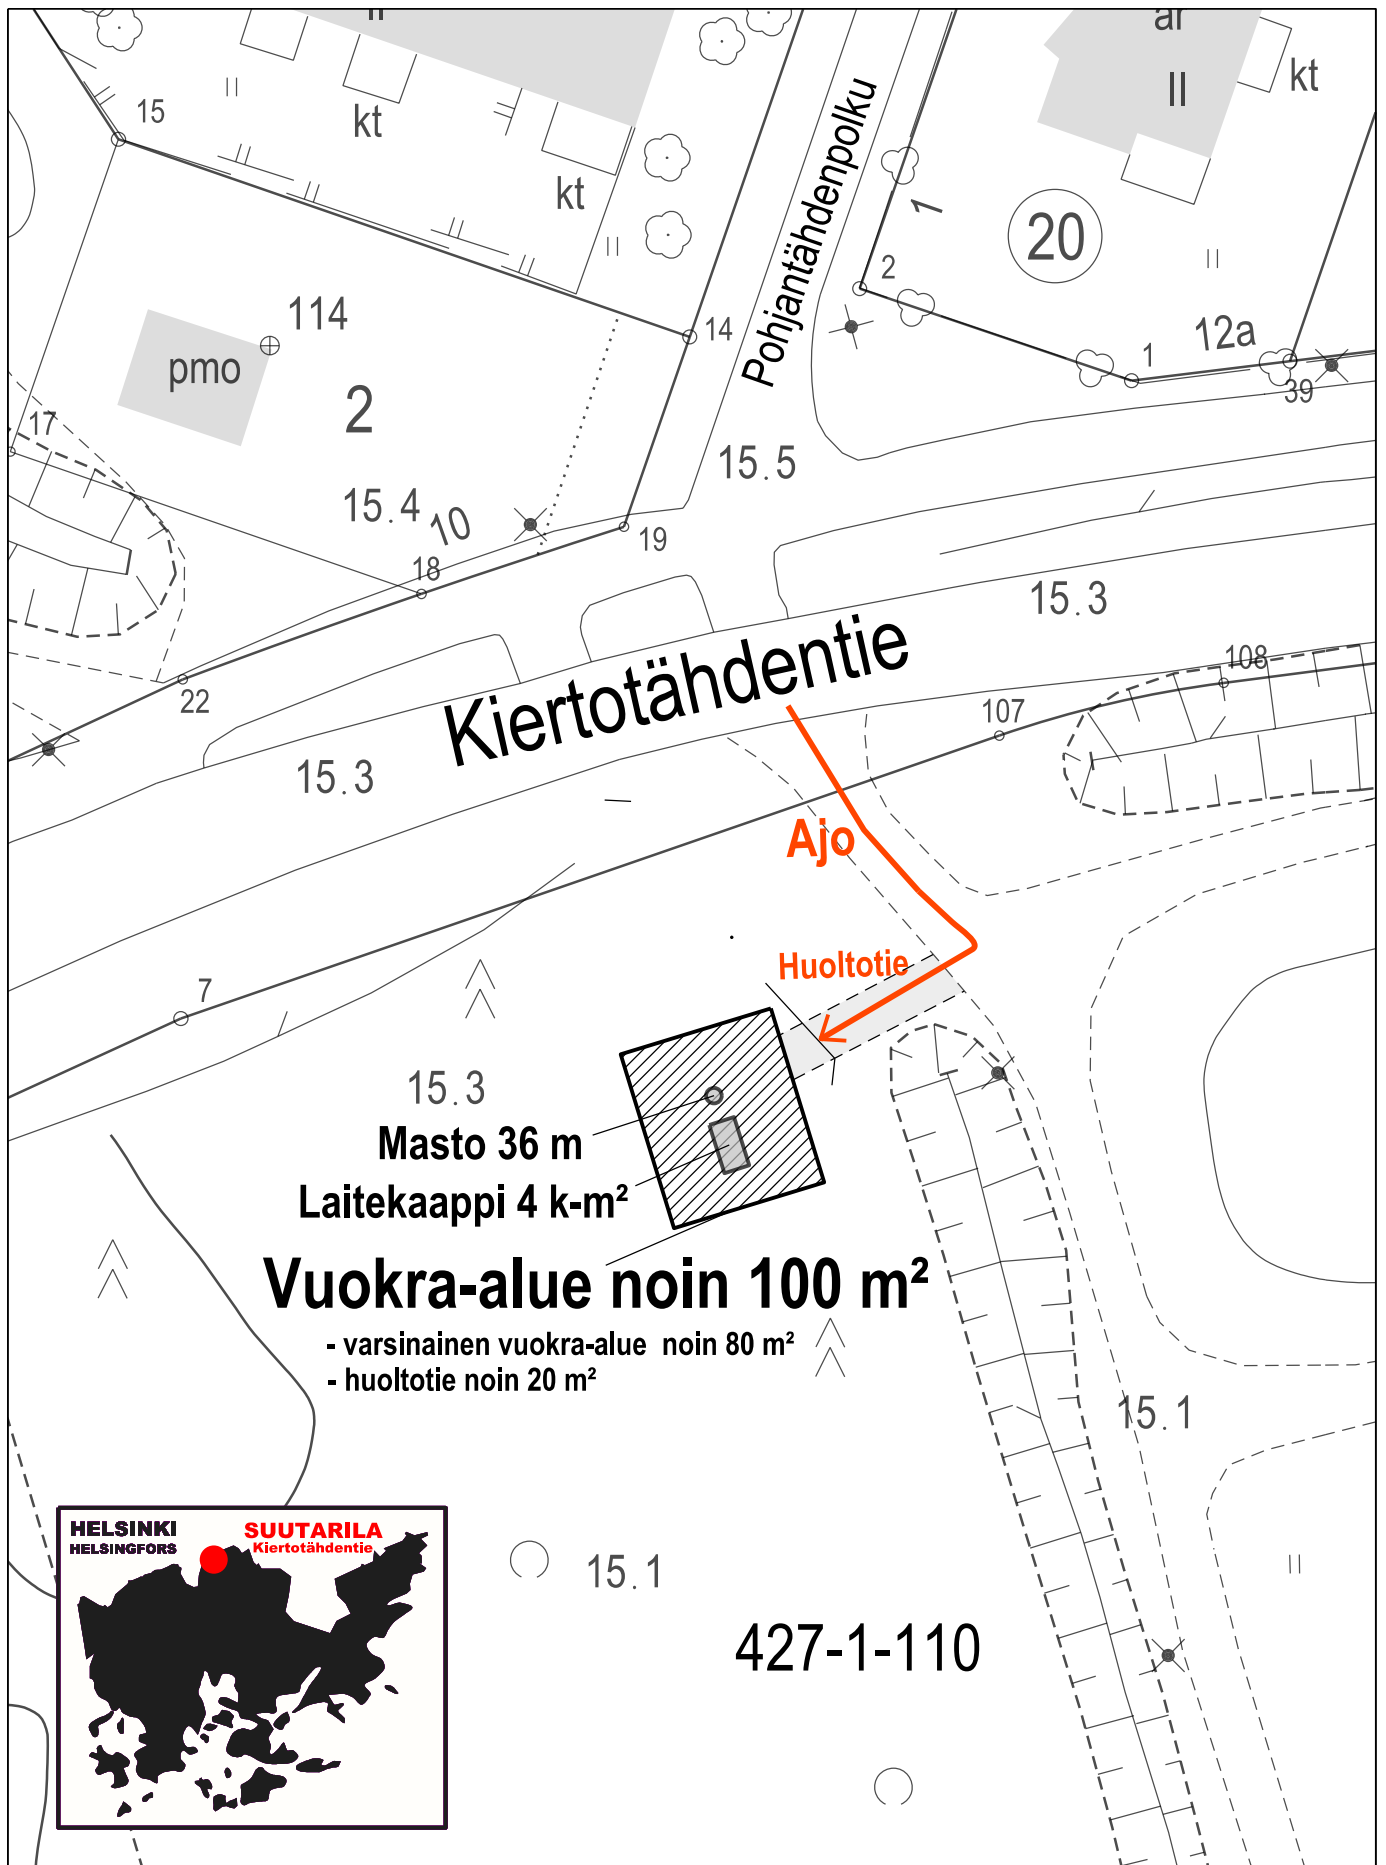 II
ar
II
kt
kt
kt
15
Pohjantähdenpolku
1
20
2
114
pmo
2
14
1
12a
39
17
15.5
15.4
10
19
18
15.3
Kiertotähdentie
108
22
107
15.3
Ajo
Huoltotie
7
15.3
Masto 36 m
Laitekaappi 4 k-m²
Vuokra-alue noin 100 m²
- varsinainen vuokra-alue noin 80 m²
- huoltotie noin 20 m²
15.1
HELSINKI
HELSINGFORS
SUUTARILA
Kiertotähdentie
15.1
427-1-110